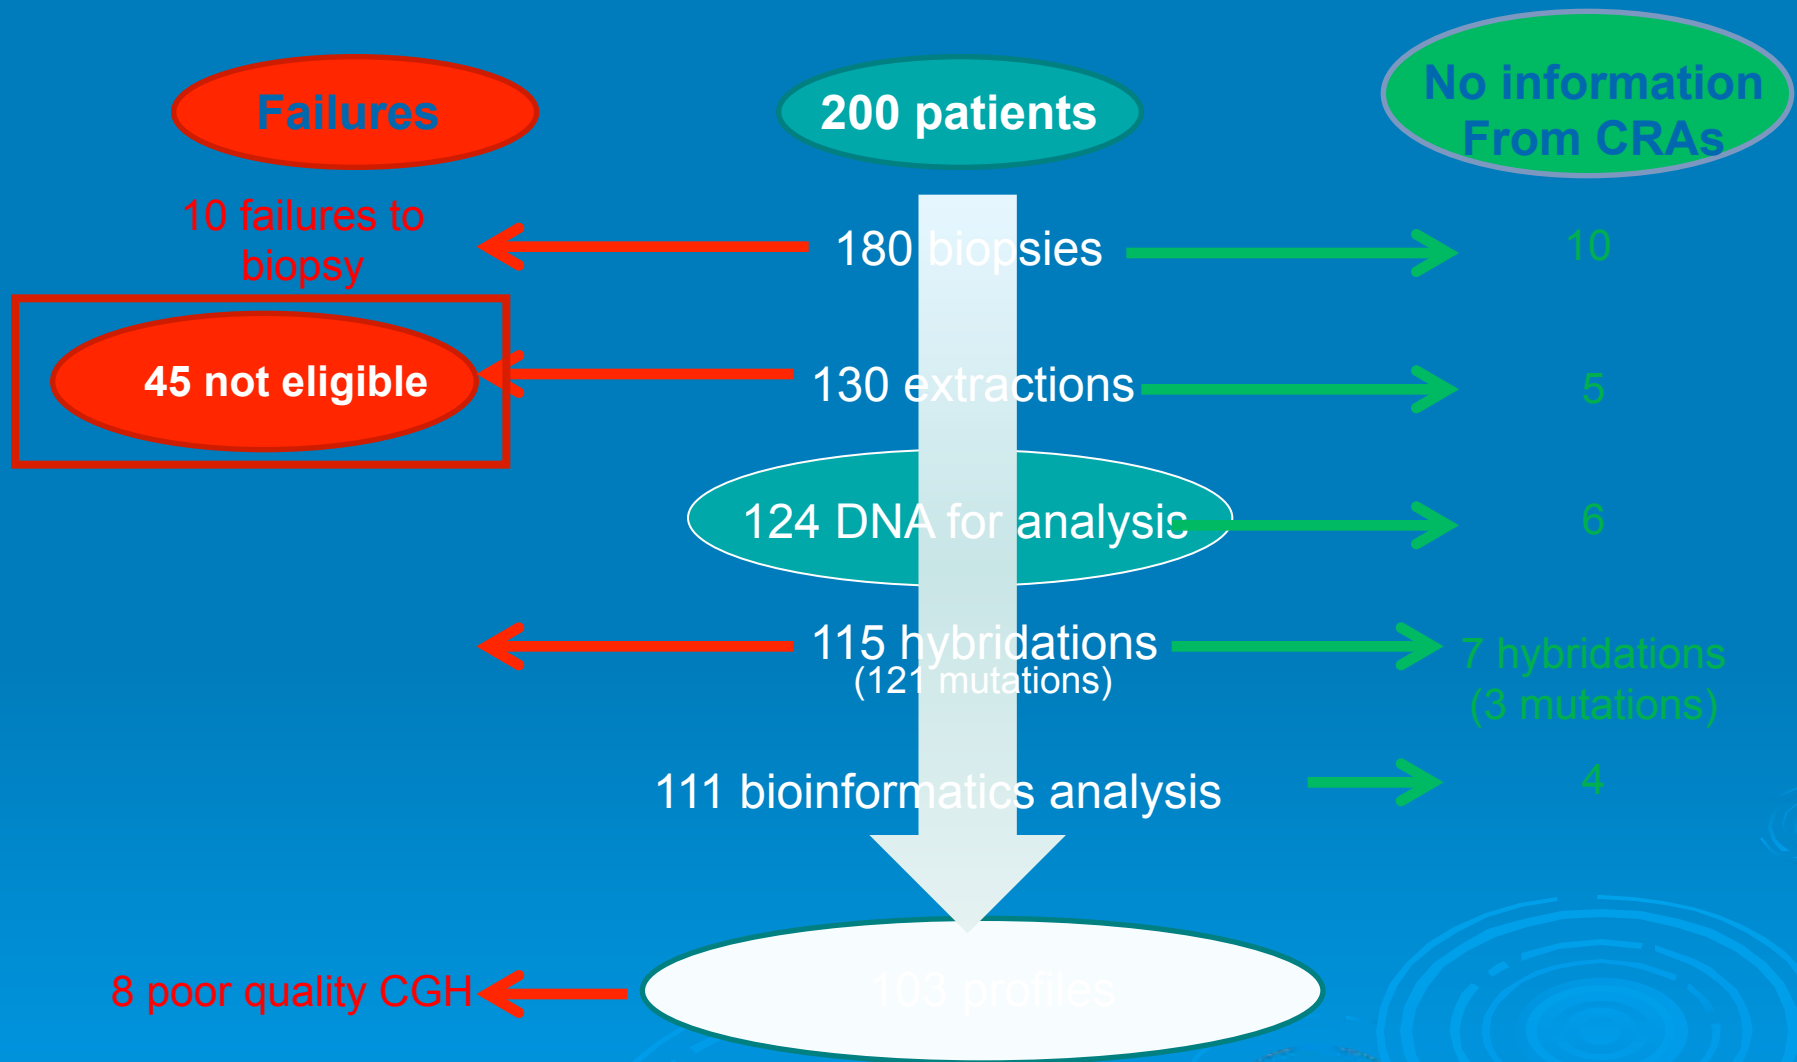 Failures
200 patients
No information
From CRAs
10 failures to
biopsy
180 biopsies
10
45 not eligible
130 extractions
5
124 DNA for analysis
6
115 hybridations
(121 mutations)
7 hybridations
(3 mutations)
111 bioinformatics analysis
4
8 poor quality CGH
103 profiles